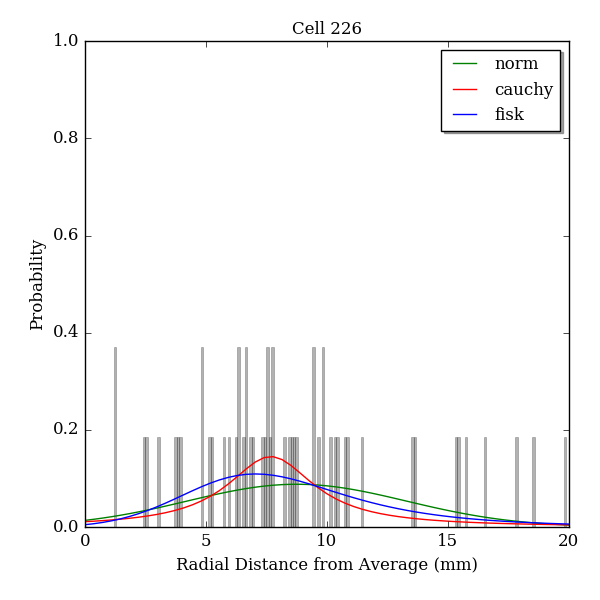 Cell 226
1.0
norm
cauchy
fisk
0.8
0.6
Probability
0.4
0.2
0.0
0 5 10 15 20
Radial Distance from Average (mm)